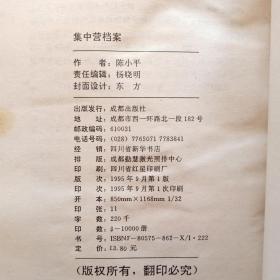 集中营档案
作 者：陈小平
责任编辑：杨晓明
封面设计：东 方
出版发行：成都出版社
地 址：成都市西一环路北一段182号
邮政编码：610031
电话号码：(028)7765071 7783841
经 销：四川省新华书店
排 版：成都勤慧激光照排中心
印 刷：四川省红星印刷厂
版 次：1995年9月第1版
印 次：1995年9月第1次印刷
开 本：850mm×1168mm 1/32
印 张：11
字 数：220千
印 数：1－10000册
书 号：ISBN7－80575－862－X/I・222
定 价：13.80元
(版权所有，翻印必究)